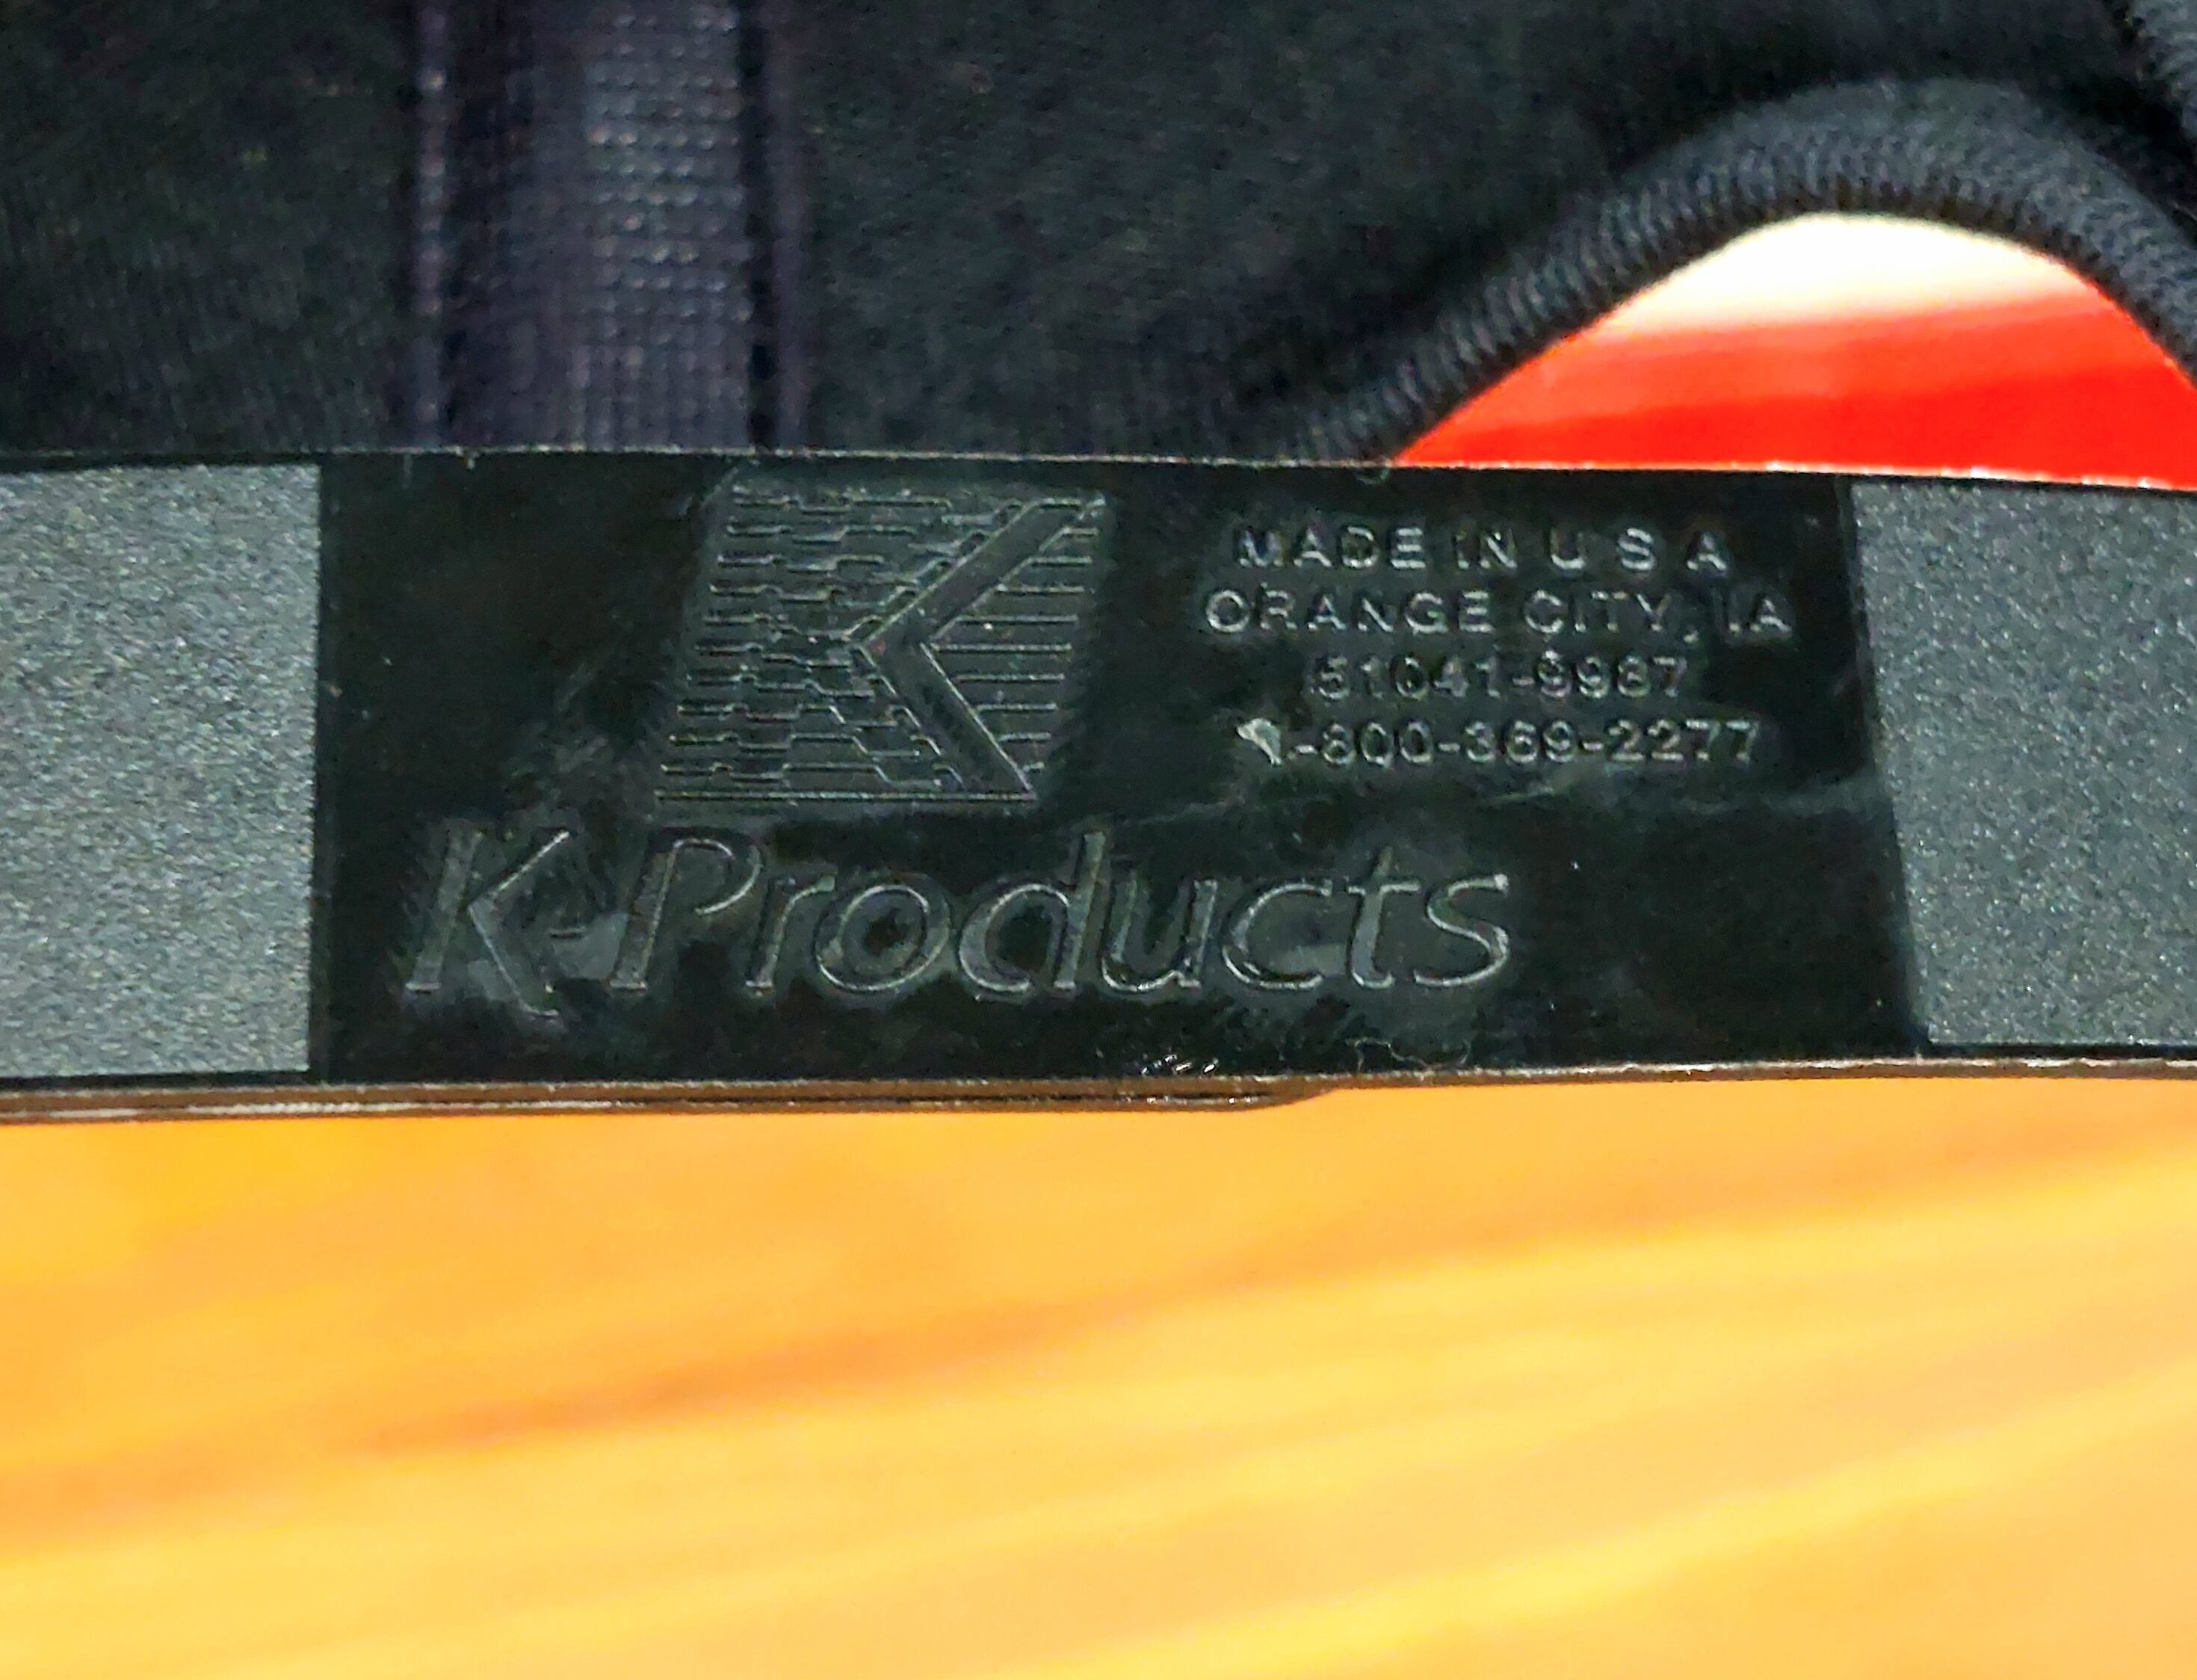 MADE IN U S A
ORANGE CITY, IA
51041-9987
1-800-369-2277
K-Products